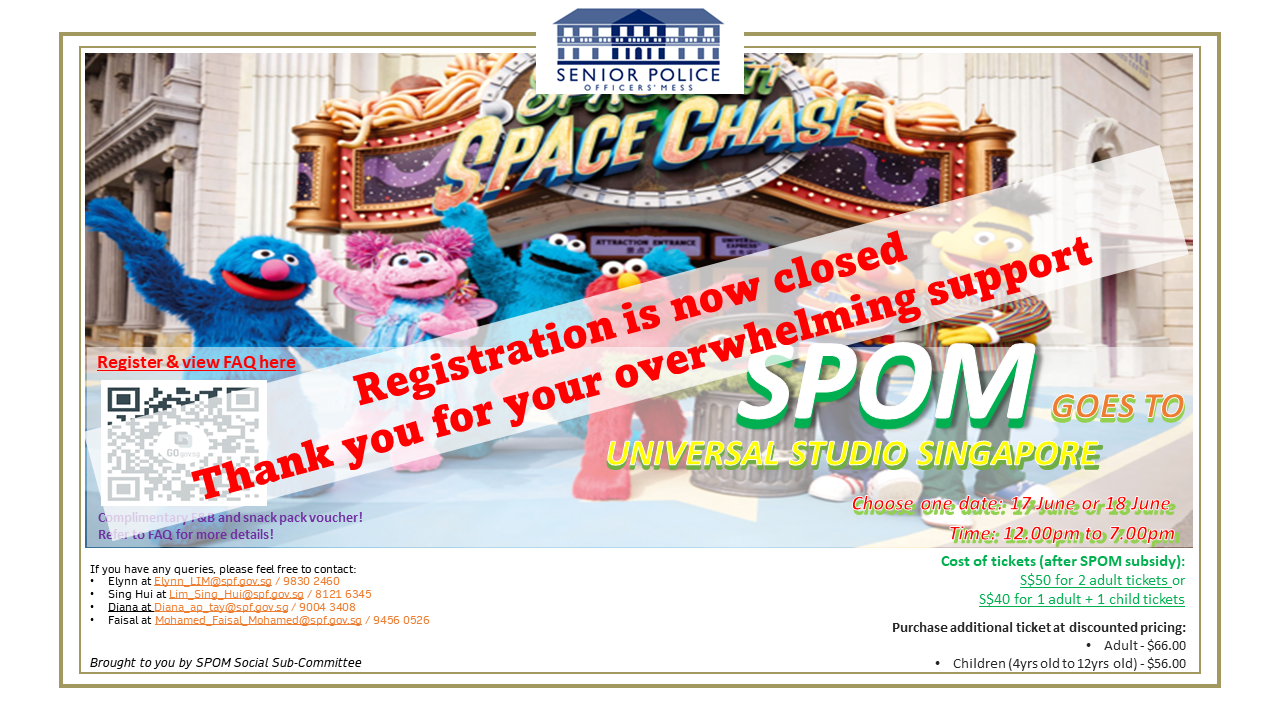 SENIOR POLICE
OFFICERS' MESS
SPACE CHASE
ATTRACTION ENTRANCE
UNIVERSAL
EXPRESS
Registration is now closed
Thank you for your overwhelming support
Register & view FAQ here
GO gov.sg
Complimentary F&B and snack pack voucher!
Refer to FAQ for more details!
SPOM GOES TO
UNIVERSAL STUDIO SINGAPORE
Choose one date: 17 June or 18 June
Time: 12.00pm to 7.00pm
If you have any queries, please feel free to contact:
• Elynn at Elynn_LIM@spf.gov.sg / 9830 2460
• Sing Hui at Lim_Sing_Hui@spf.gov.sg / 8121 6345
• Diana at Diana_ap_tay@spf.gov.sg / 9004 3408
• Faisal at Mohamed_Faisal_Mohamed@spf.gov.sg / 9456 0526
Brought to you by SPOM Social Sub-Committee
Cost of tickets (after SPOM subsidy):
S$50 for 2 adult tickets or
S$40 for 1 adult + 1 child tickets
Purchase additional ticket at discounted pricing:
• Adult - $66.00
• Children (4yrs old to 12yrs old) - $56.00